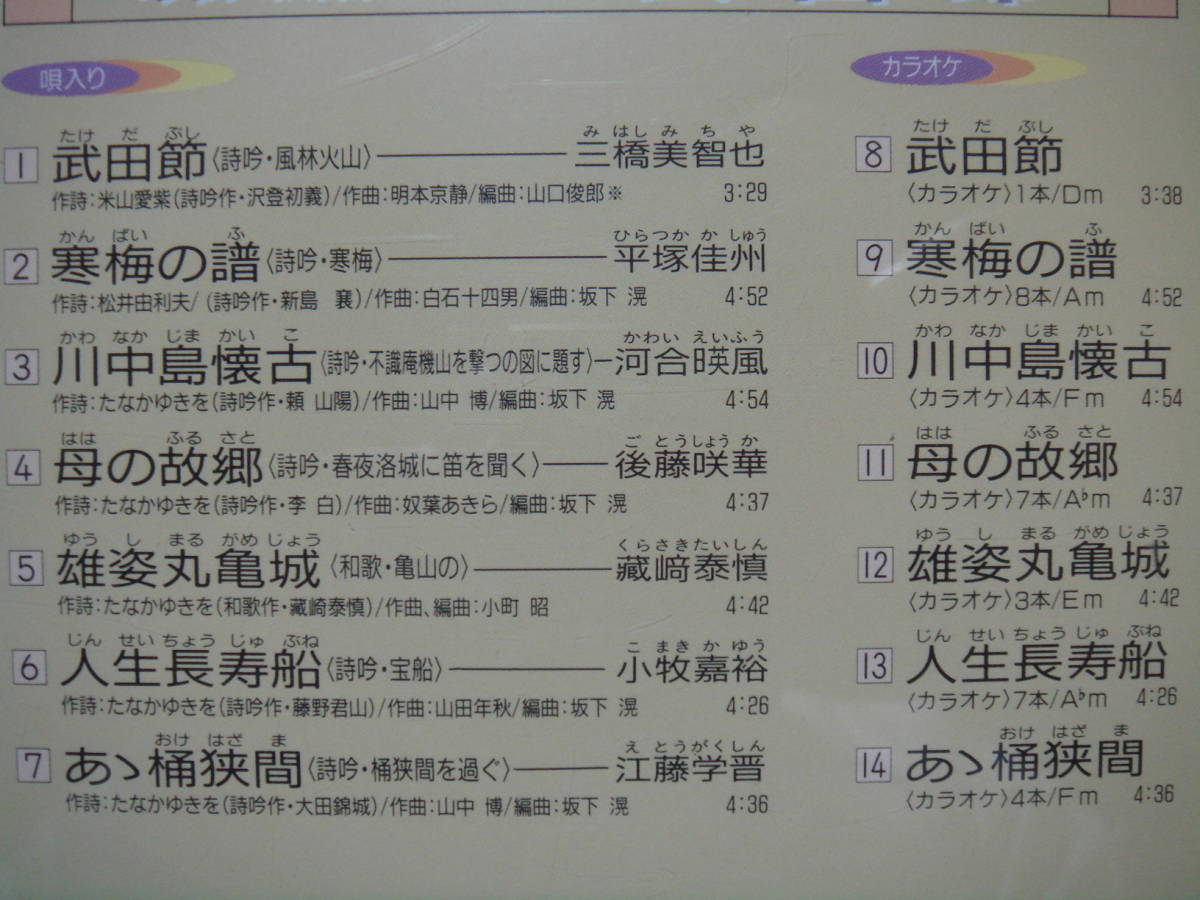 唄入り
たけ だ ぶし み はし み ち や
1 武田節〈詩吟・風林火山〉 三橋美智也
作詩：米山愛紫(詩吟作・沢登初義)/作曲：明本京静/編曲：山口俊郎※ 3:29
かん ばい ふ ひらつか か しゅう
2 寒梅の譜〈詩吟・寒梅〉 平塚佳州
作詩：松井由利夫/ (詩吟作・新島 襄)/作曲：白石十四男/編曲：坂下 滉 4:52
かわ なか じま かい こ かわい えいふう
3 川中島懐古〈詩吟・不識庵機山を撃つの図に題す〉 河合暎風
作詩：たなかゆきを(詩吟作・頼 山陽)/作曲：山中 博/編曲：坂下 滉 4:54
はは ふる さと ご とうしょう か
4 母の故郷〈詩吟・春夜洛城に笛を聞く〉 後藤咲華
作詩：たなかゆきを(詩吟作・李 白)/作曲：奴葉あきら/編曲：坂下 滉 4:37
ゆう し まる がめ じょう くらさきたいしん
5 雄姿丸亀城〈和歌・亀山の〉 藏﨑泰慎
作詩：たなかゆきを(和歌作・藏崎泰慎)/作曲、編曲：小町 昭 4:42
じん せい ちょう じゅ ぶね こ まき か ゆう
6 人生長寿船〈詩吟・宝船〉 小牧嘉裕
作詩：たなかゆきを(詩吟作・藤野君山)/作曲：山田年秋/編曲：坂下 滉 4:26
おけ はざ ま え とうがくしん
7 あゝ桶狭間〈詩吟・桶狭間を過ぐ〉 江藤学晋
作詩：たなかゆきを(詩吟作・大田錦城)/作曲：山中 博/編曲：坂下 滉 4:36
カラオケ
たけ だ ぶし
8 武田節
〈カラオケ〉1本/Dm 3:38
かん ばい ふ
9 寒梅の譜
〈カラオケ〉8本/Am 4:52
かわ なか じま かい こ
10 川中島懐古
〈カラオケ〉4本/Fm 4:54
はは ふる さと
11 母の故郷
〈カラオケ〉7本/A♭m 4:37
ゆう し まる がめ じょう
12 雄姿丸亀城
〈カラオケ〉3本/Em 4:42
じん せい ちょう じゅ ぶね
13 人生長寿船
〈カラオケ〉7本/A♭m 4:26
おけ はざ ま
14 あゝ桶狭間
〈カラオケ〉4本/Fm 4:36